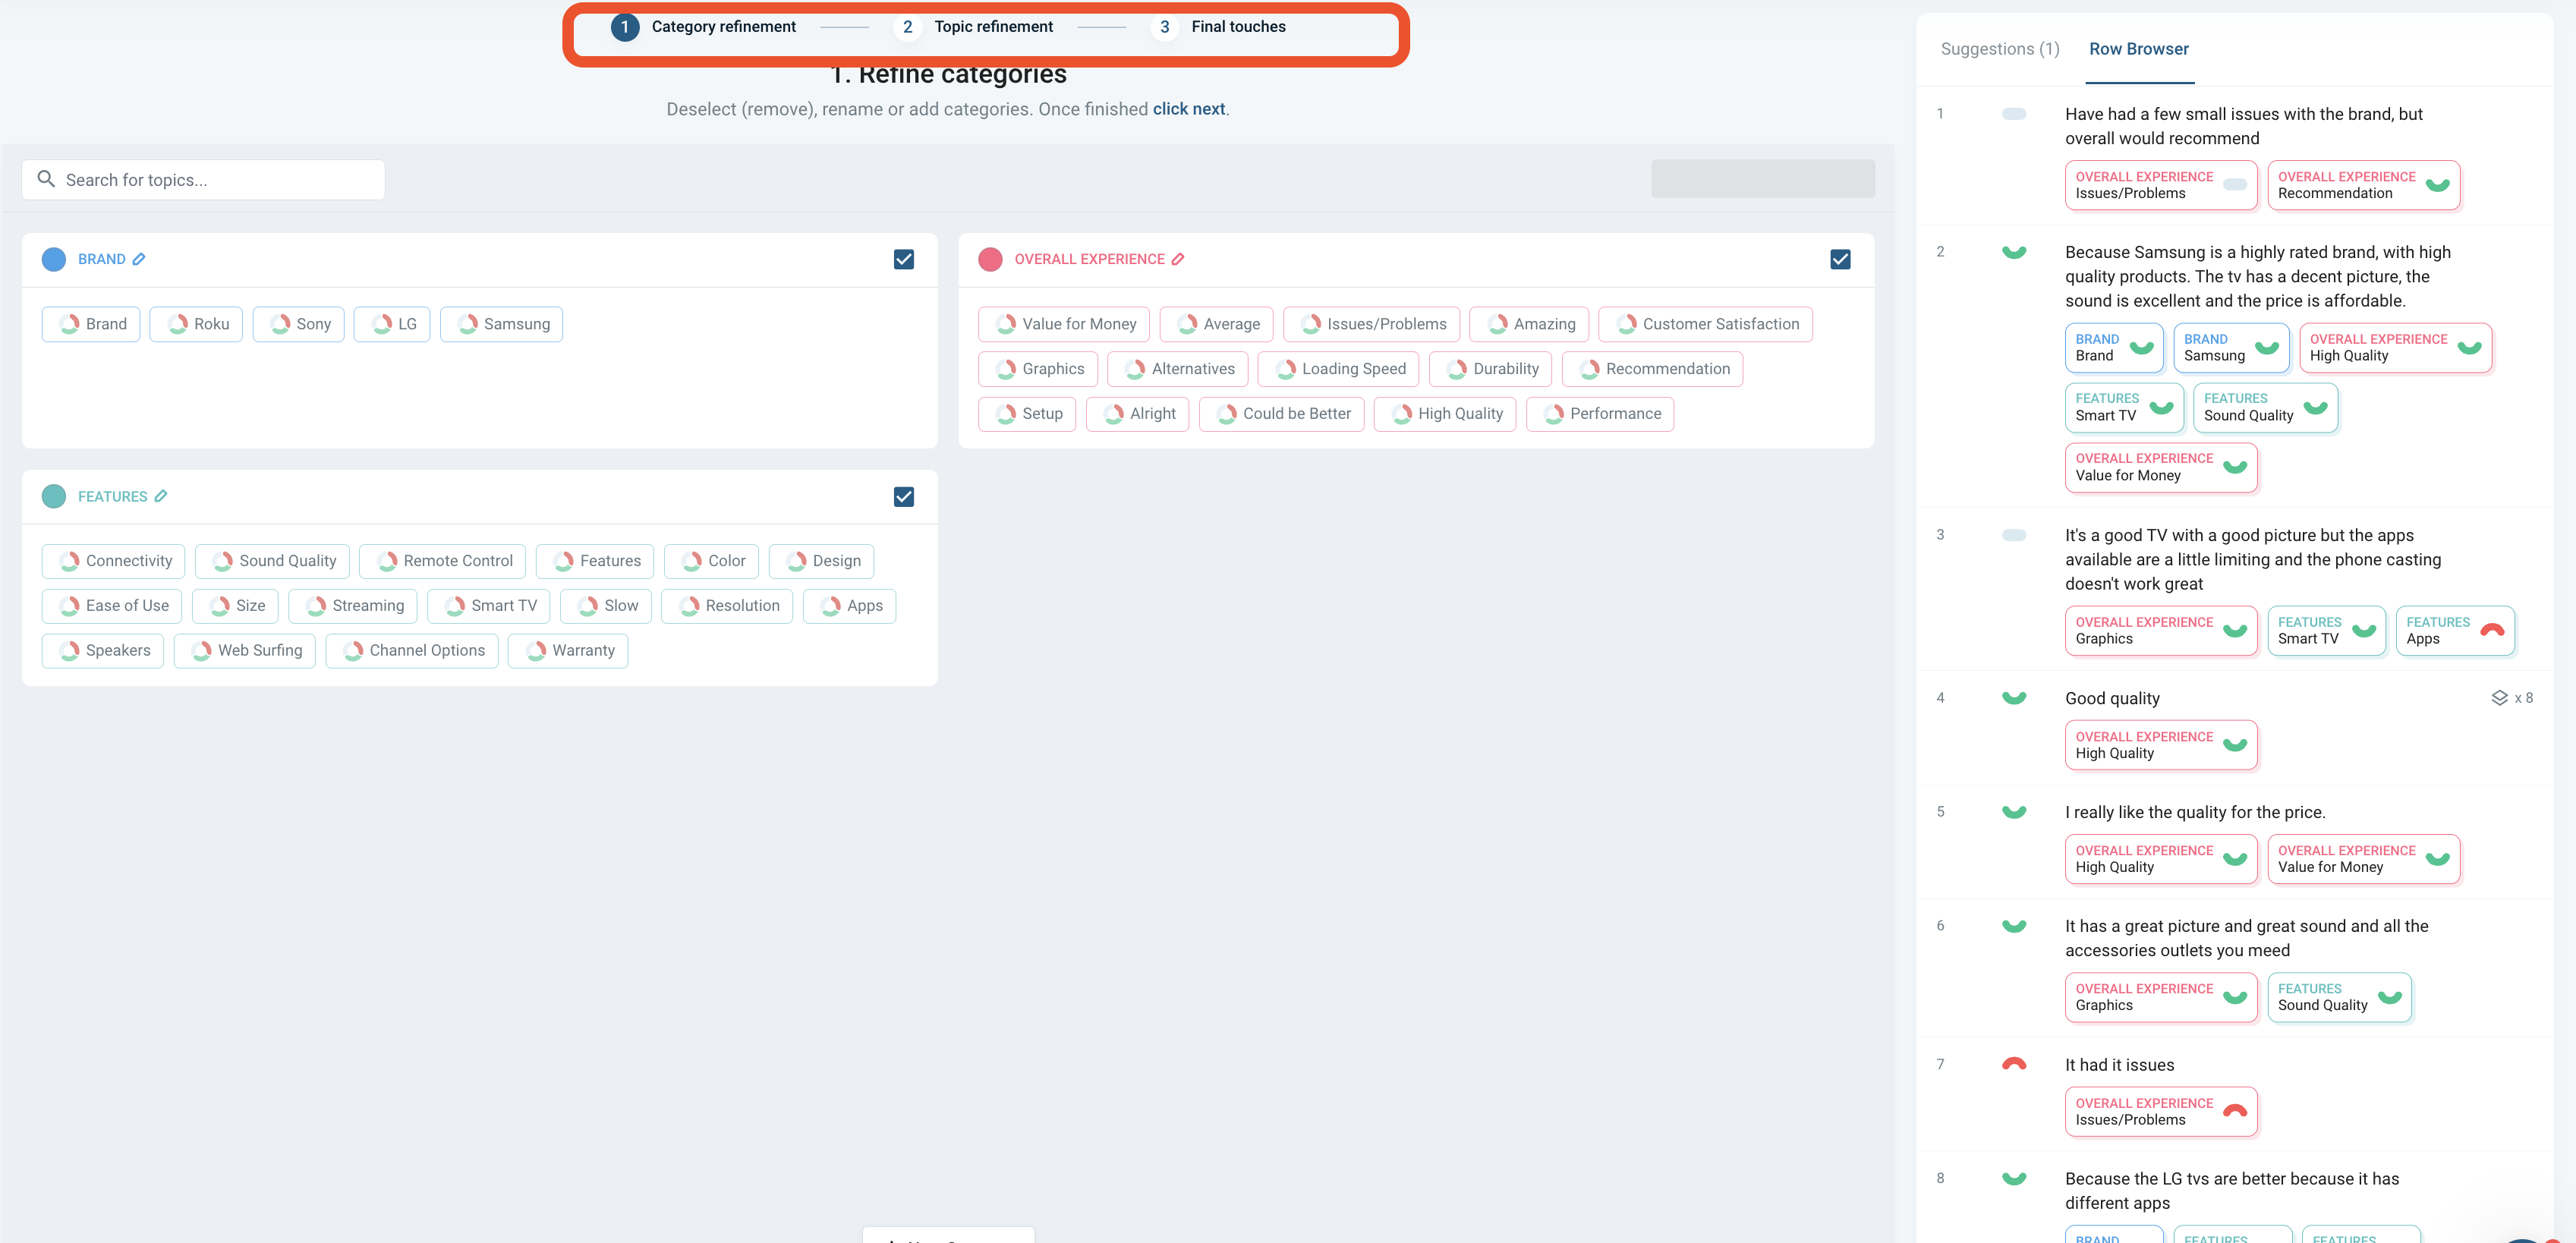 1 Category refinement 2 Topic refinement 3 Final touches
1. Refine categories
Deselect (remove), rename or add categories. Once finished click next.
Search for topics...
BRAND
Brand Roku Sony LG Samsung
OVERALL EXPERIENCE
Value for Money Average Issues/Problems Amazing Customer Satisfaction
Graphics Alternatives Loading Speed Durability Recommendation
Setup Alright Could be Better High Quality Performance
FEATURES
Connectivity Sound Quality Remote Control Features Color Design
Ease of Use Size Streaming Smart TV Slow Resolution Apps
Speakers Web Surfing Channel Options Warranty
Suggestions (1) Row Browser
1 Have had a few small issues with the brand, but
overall would recommend
OVERALL EXPERIENCE OVERALL EXPERIENCE
Issues/Problems Recommendation
2 Because Samsung is a highly rated brand, with high
quality products. The tv has a decent picture, the
sound is excellent and the price is affordable.
BRAND BRAND OVERALL EXPERIENCE
Brand Samsung High Quality
FEATURES FEATURES
Smart TV Sound Quality
OVERALL EXPERIENCE
Value for Money
3 It's a good TV with a good picture but the apps
available are a little limiting and the phone casting
doesn't work great
OVERALL EXPERIENCE FEATURES FEATURES
Graphics Smart TV Apps
4 Good quality x 8
OVERALL EXPERIENCE
High Quality
5 I really like the quality for the price.
OVERALL EXPERIENCE OVERALL EXPERIENCE
High Quality Value for Money
6 It has a great picture and great sound and all the
accessories outlets you meed
OVERALL EXPERIENCE FEATURES
Graphics Sound Quality
7 It had it issues
OVERALL EXPERIENCE
Issues/Problems
8 Because the LG tvs are better because it has
different apps
BRAND FEATURES FEATURES